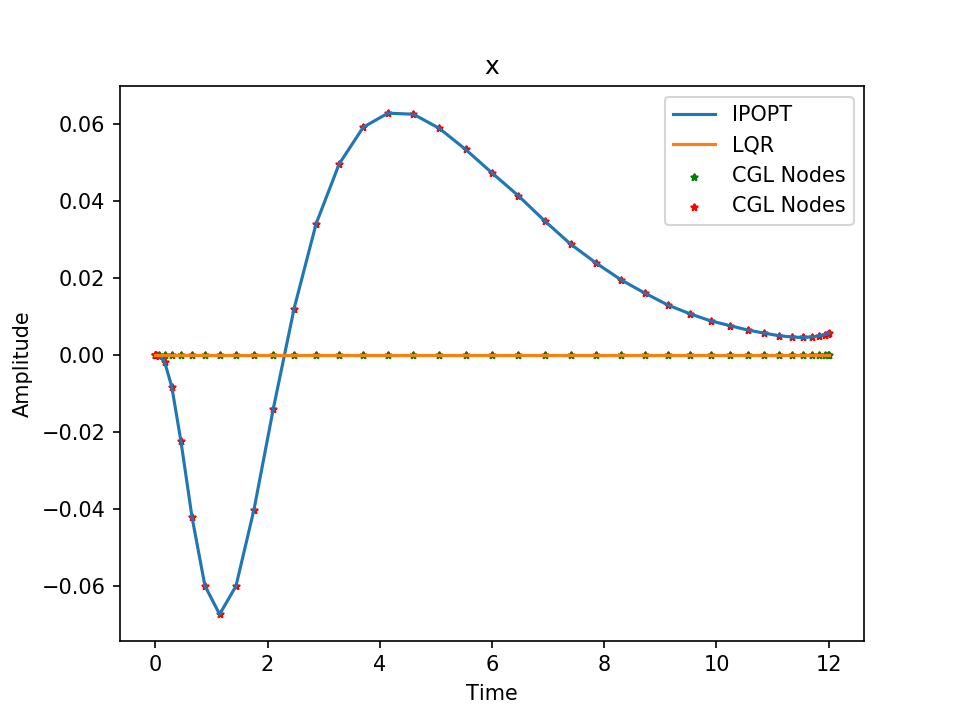 x
IPOPT
LQR
CGL Nodes
CGL Nodes
Amplitude
0.06
0.04
0.02
0.00
−0.02
−0.04
−0.06
0 2 4 6 8 10 12
Time